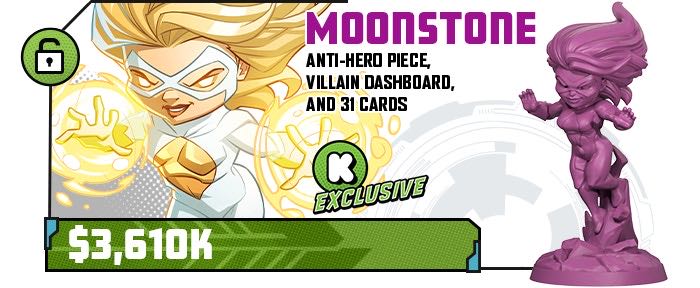 MOONSTONE
ANTI-HERO PIECE,
VILLAIN DASHBOARD,
AND 31 CARDS
K
EXCLUSIVE
$3,610K